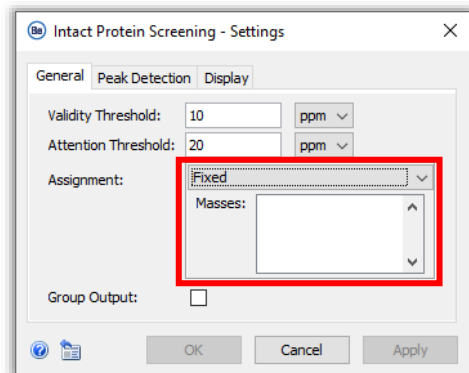 Be Intact Protein Screening - Settings
General Peak Detection Display
Validity Threshold: 10 ppm
Attention Threshold: 20 ppm
Assignment: Fixed
Masses:
Group Output:
? OK Cancel Apply